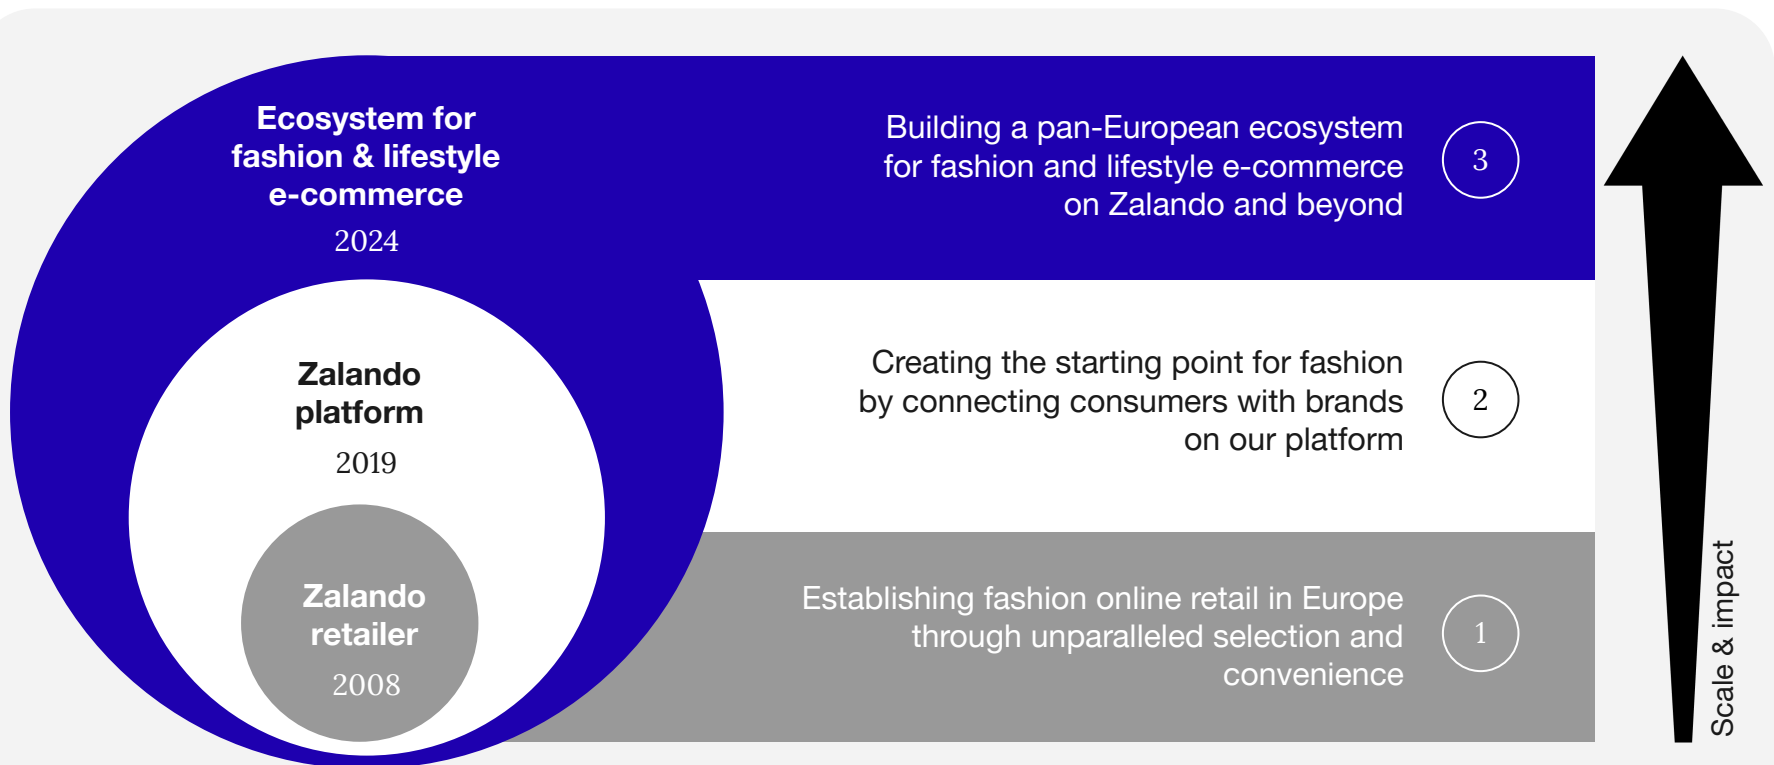 Ecosystem for
fashion & lifestyle
e-commerce
2024
Building a pan-European ecosystem
for fashion and lifestyle e-commerce
on Zalando and beyond
3
Zalando
platform
2019
Creating the starting point for fashion
by connecting consumers with brands
on our platform
2
Zalando
retailer
2008
Establishing fashion online retail in Europe
through unparalleled selection and
convenience
1
Scale & impact